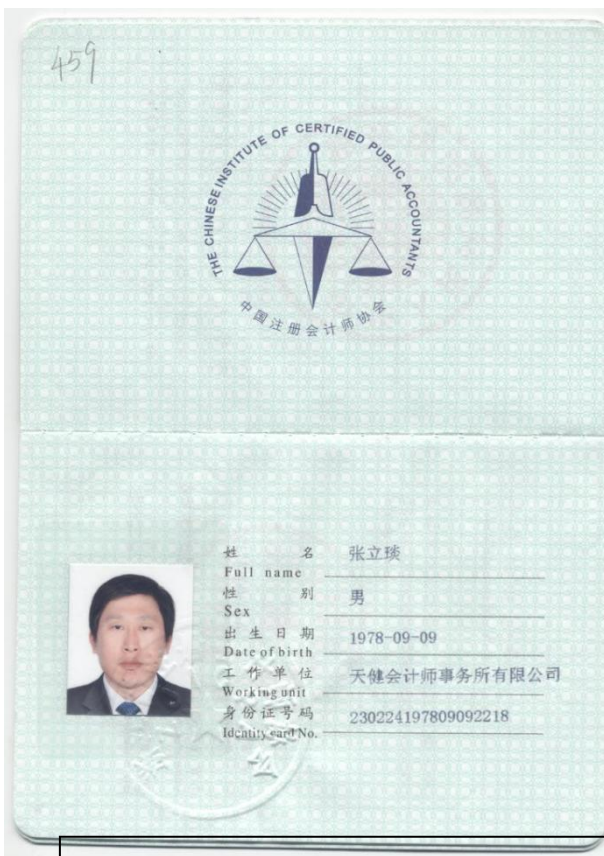 459
THE CHINESE INSTITUTE OF CERTIFIED PUBLIC ACCOUNTANTS
中国注册会计师协会
姓名 张立琰
Full name
性别 男
Sex
出生日期 1978-09-09
Date of birth
工作单位 天健会计师事务所有限公司
Working unit
身份证号码 230224197809092218
Identity card No.